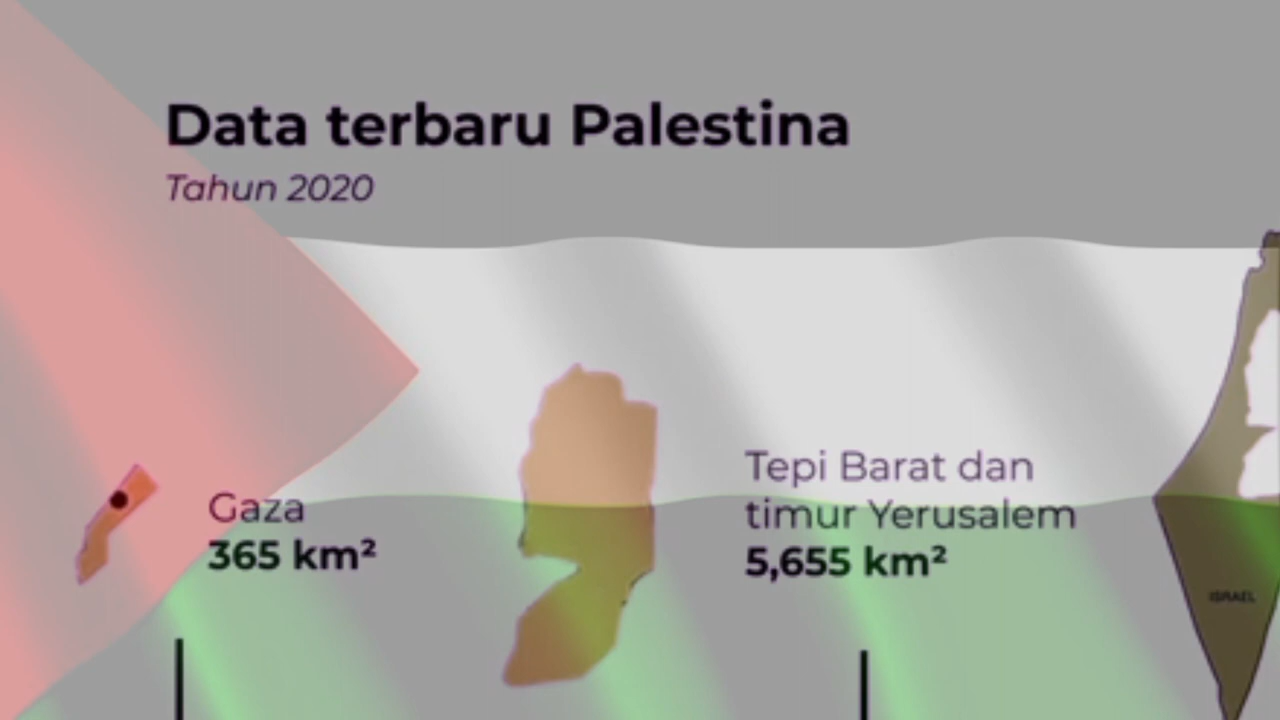 Data terbaru Palestina
Tahun 2020
Gaza
365 km²
Tepi Barat dan
timur Yerusalem
5,655 km²
ISRAEL